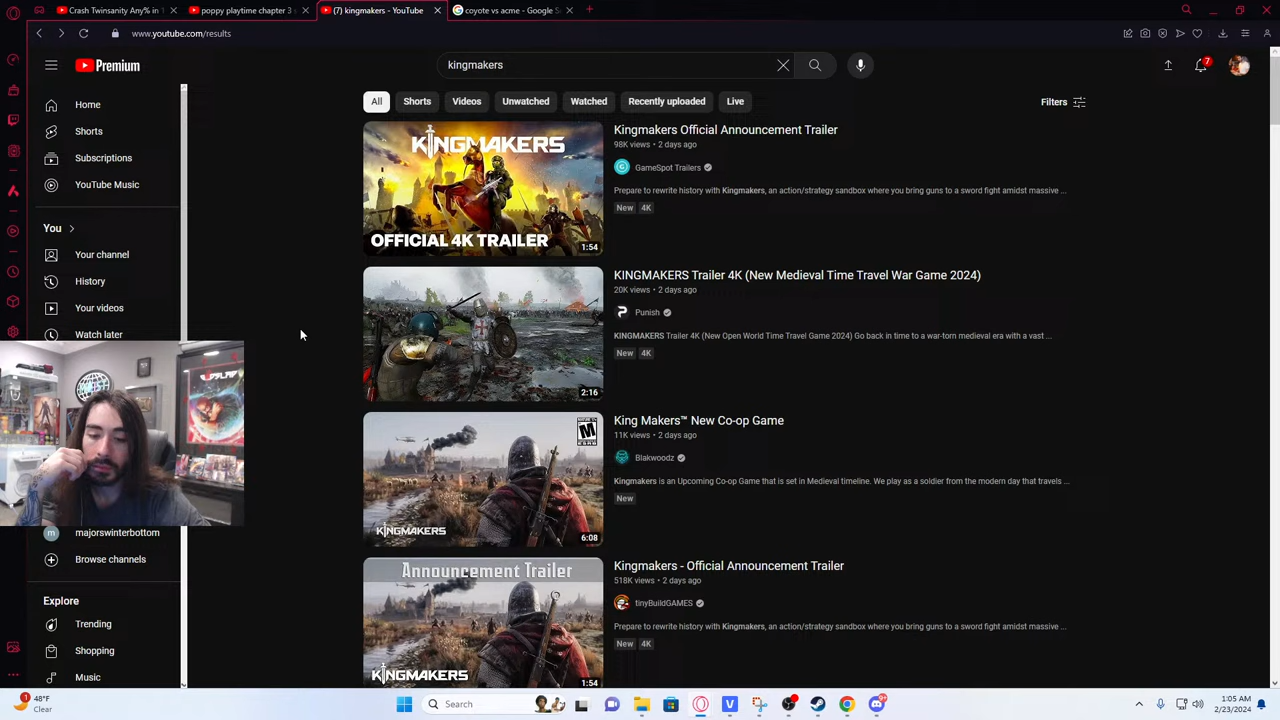 Crash Twinsanity Any% in
poppy playtime chapter 3
(7) kingmakers - YouTube
coyote vs acme - Google S
www.youtube.com/results
Premium
kingmakers
7
Home
Shorts
Subscriptions
YouTube Music
You
Your channel
History
Your videos
Watch later
majorswinterbottom
Browse channels
Explore
Trending
Shopping
Music
All
Shorts
Videos
Unwatched
Watched
Recently uploaded
Live
Filters
KINGMAKERS
OFFICIAL 4K TRAILER
1:54
Kingmakers Official Announcement Trailer
98K views • 2 days ago
GameSpot Trailers
Prepare to rewrite history with Kingmakers, an action/strategy sandbox where you bring guns to a sword fight amidst massive ...
New
4K
2:16
KINGMAKERS Trailer 4K (New Medieval Time Travel War Game 2024)
20K views • 2 days ago
Punish
KINGMAKERS Trailer 4K (New Open World Time Travel Game 2024) Go back in time to a war-torn medieval era with a vast ...
New
4K
M
KINGMAKERS
6:08
King Makers™ New Co-op Game
11K views • 2 days ago
Blakwoodz
Kingmakers is an Upcoming Co-op Game that is set in Medieval timeline. We play as a soldier from the modern day that travels ...
New
Announcement Trailer
KINGMAKERS
1:54
Kingmakers - Official Announcement Trailer
518K views • 2 days ago
tinyBuildGAMES
Prepare to rewrite history with Kingmakers, an action/strategy sandbox where you bring guns to a sword fight amidst massive ...
New
4K
1
48°F
Clear
Search
1:05 AM
2/23/2024